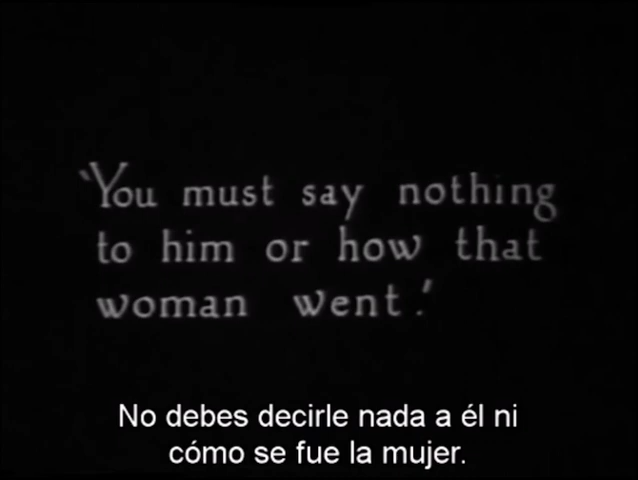 'You must say nothing
to him or how that
woman went.'
No debes decirle nada a él ni
cómo se fue la mujer.